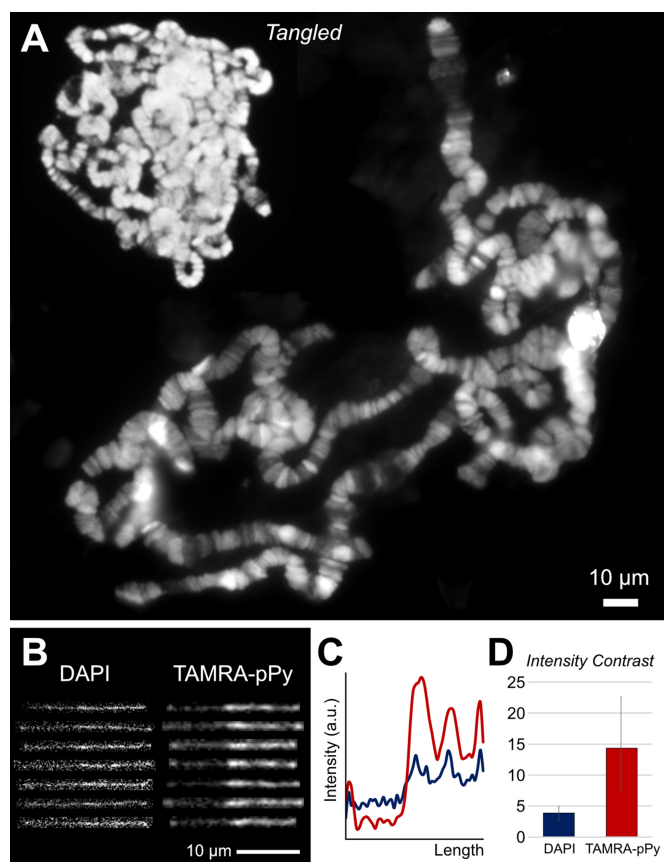 A
Tangled
10 µm
B
DAPI TAMRA-pPy
10 µm
C
Intensity (a.u.)
Length
D
Intensity Contrast
25
20
15
10
5
0
DAPI TAMRA-pPy